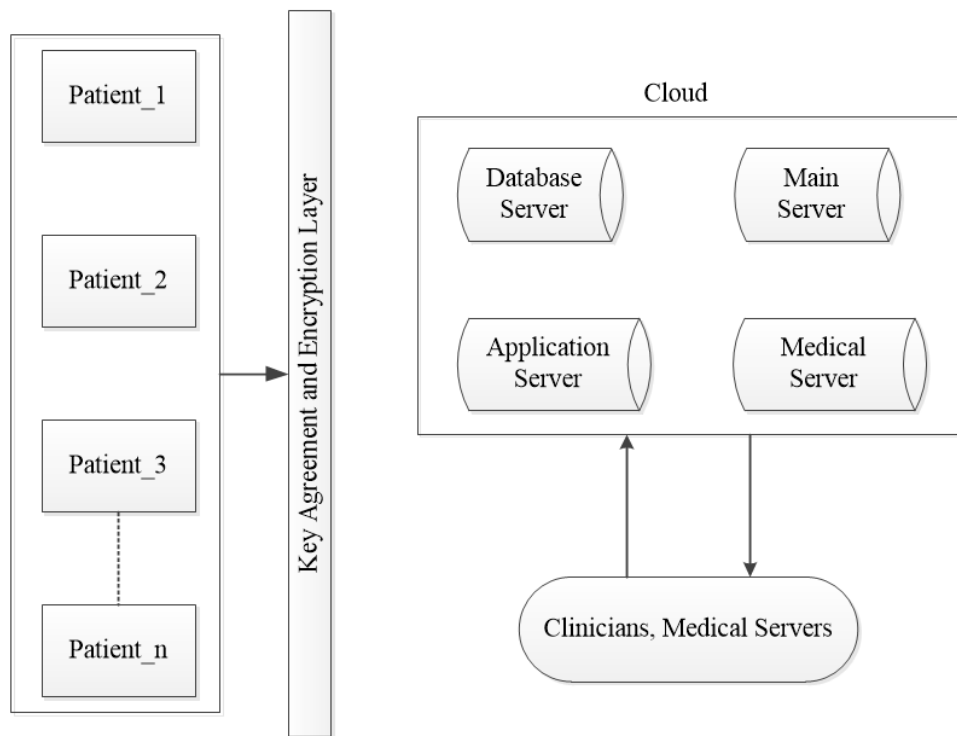 Patient_1
Patient_2
Patient_3
Patient_n
Key Agreement and Encryption Layer
Cloud
Database
Server
Main
Server
Application
Server
Medical
Server
Clinicians, Medical Servers